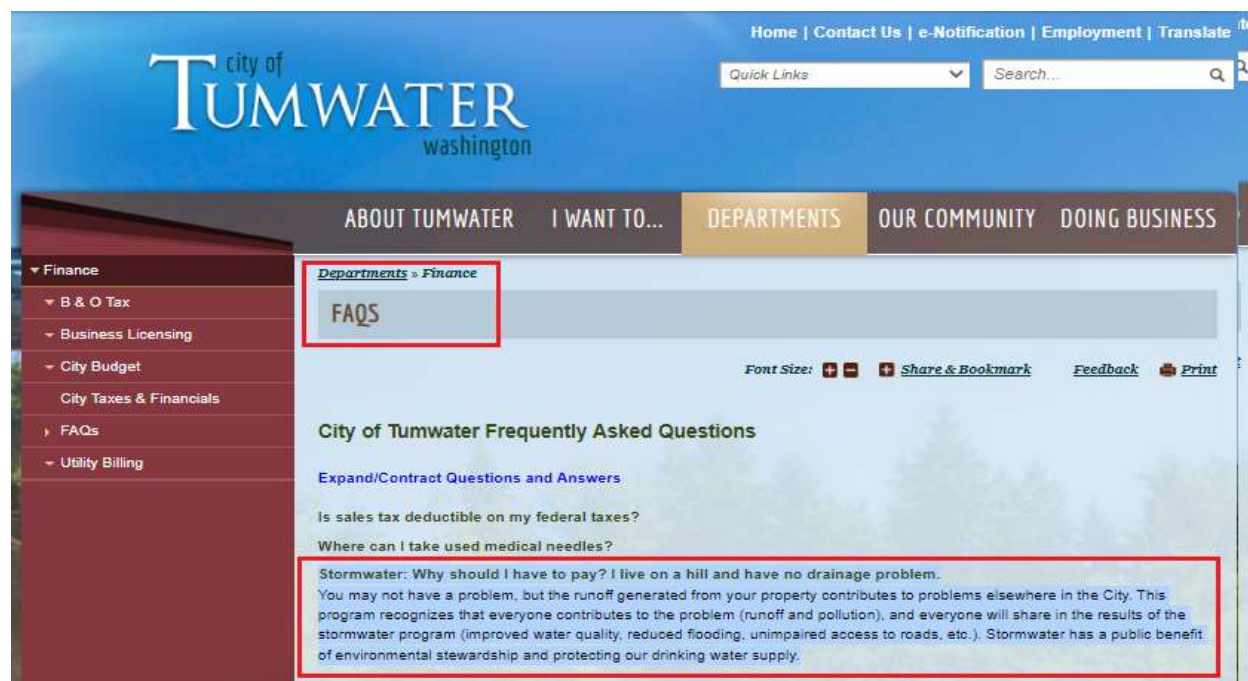 Home | Contact Us | e-Notification | Employment | Translate
city of
TUMWATER
washington
Quick Links
Search...
ABOUT TUMWATER I WANT TO... DEPARTMENTS OUR COMMUNITY DOING BUSINESS
Finance
B & O Tax
Business Licensing
City Budget
City Taxes & Financials
FAQs
Utility Billing
Departments » Finance
FAQS
Font Size: + - Share & Bookmark Feedback Print
City of Tumwater Frequently Asked Questions
Expand/Contract Questions and Answers
Is sales tax deductible on my federal taxes?
Where can I take used medical needles?
Stormwater: Why should I have to pay? I live on a hill and have no drainage problem.
You may not have a problem, but the runoff generated from your property contributes to problems elsewhere in the City. This
program recognizes that everyone contributes to the problem (runoff and pollution), and everyone will share in the results of the
stormwater program (improved water quality, reduced flooding, unimpaired access to roads, etc.). Stormwater has a public benefit
of environmental stewardship and protecting our drinking water supply.